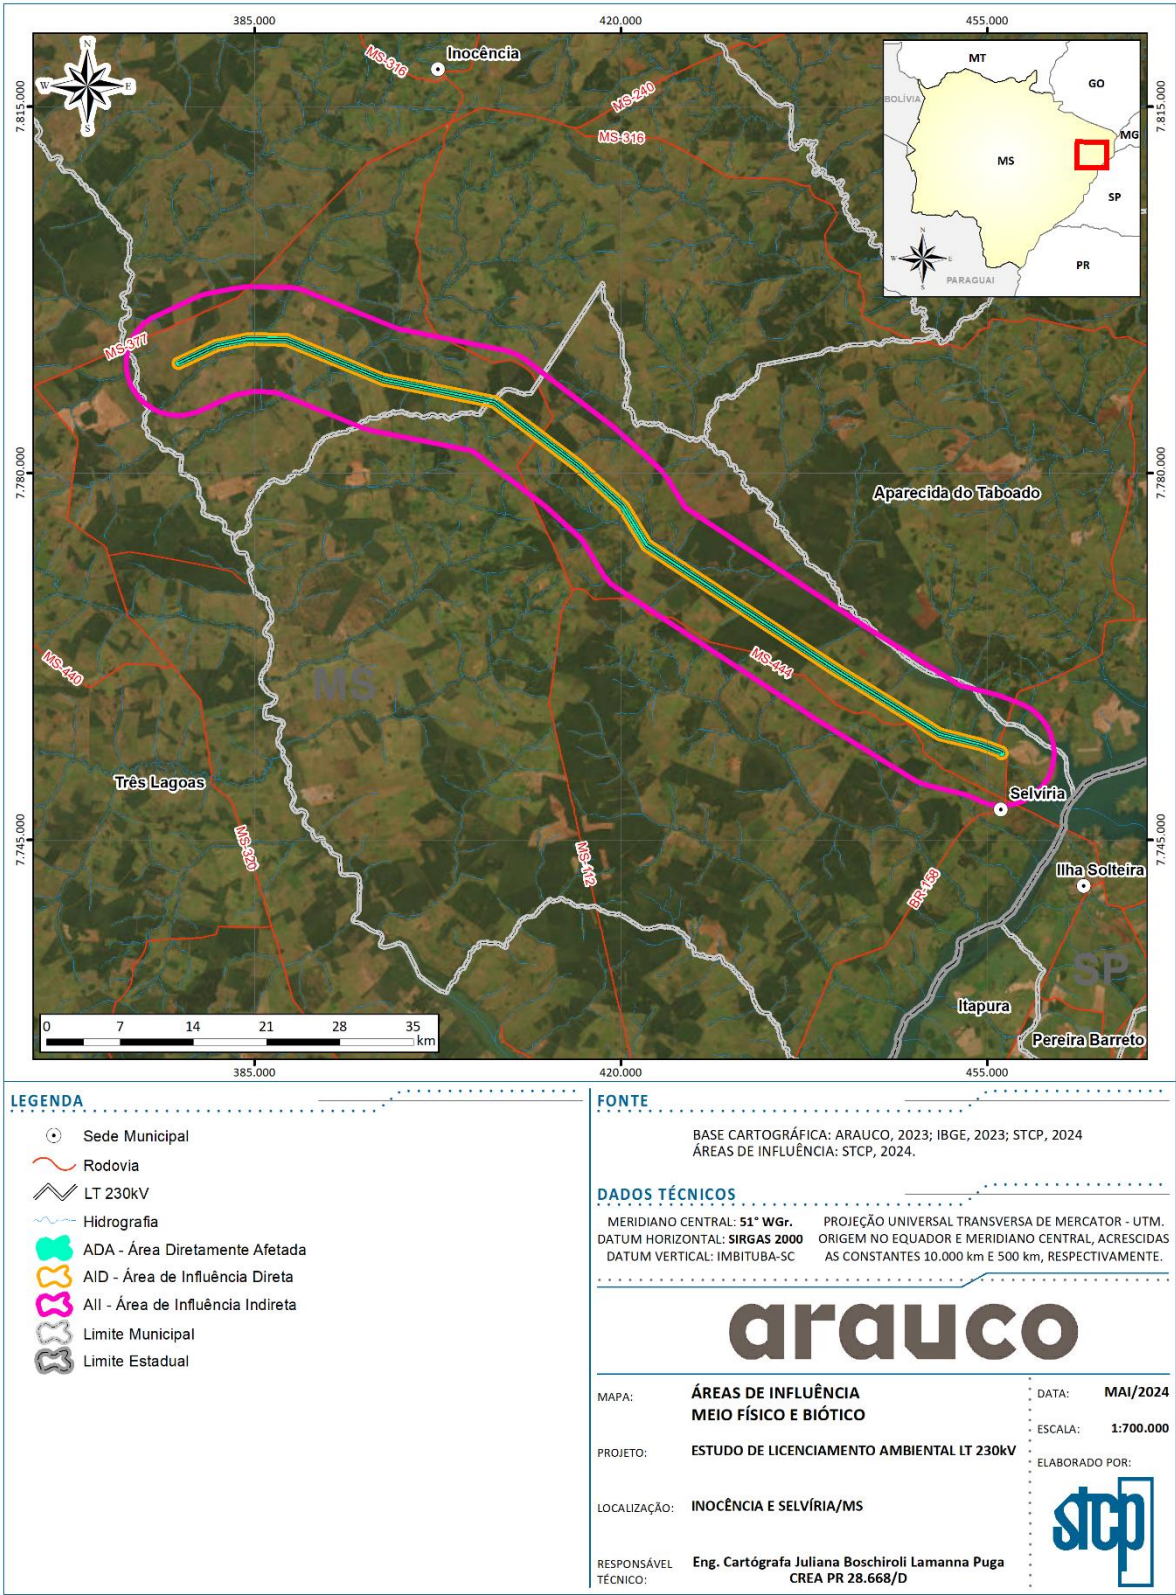 385.000
420.000
455.000
7.815.000
7.815.000
7.780.000
7.780.000
7.745.000
7.745.000
385.000
420.000
455.000
N
W
E
S
MS-316
Inocência
MS-240
MS-316
MS-377
Aparecida do Taboado
MS-440
MS
MS-444
Três Lagoas
Selvíria
MS-320
MS-112
BR-158
Ilha Solteira
SP
Itapura
Pereira Barreto
0 7 14 21 28 35
km
MT
GO
BOLÍVIA
MG
MS
SP
N
W
E
S
PR
PARAGUAI
LEGENDA
Sede Municipal
Rodovia
LT 230kV
Hidrografia
ADA - Área Diretamente Afetada
AID - Área de Influência Direta
AII - Área de Influência Indireta
Limite Municipal
Limite Estadual
FONTE
BASE CARTOGRÁFICA: ARAUCO, 2023; IBGE, 2023; STCP, 2024
ÁREAS DE INFLUÊNCIA: STCP, 2024.
DADOS TÉCNICOS
MERIDIANO CENTRAL: 51° WGr.
DATUM HORIZONTAL: SIRGAS 2000
DATUM VERTICAL: IMBITUBA-SC
PROJEÇÃO UNIVERSAL TRANSVERSA DE MERCATOR - UTM.
ORIGEM NO EQUADOR E MERIDIANO CENTRAL, ACRESCIDAS
AS CONSTANTES 10.000 km E 500 km, RESPECTIVAMENTE.
arauco
MAPA:
ÁREAS DE INFLUÊNCIA
MEIO FÍSICO E BIÓTICO
PROJETO:
ESTUDO DE LICENCIAMENTO AMBIENTAL LT 230kV
LOCALIZAÇÃO:
INOCÊNCIA E SELVÍRIA/MS
RESPONSÁVEL
TÉCNICO:
Eng. Cartógrafa Juliana Boschiroli Lamanna Puga
CREA PR 28.668/D
DATA: MAI/2024
ESCALA: 1:700.000
ELABORADO POR:
stcp